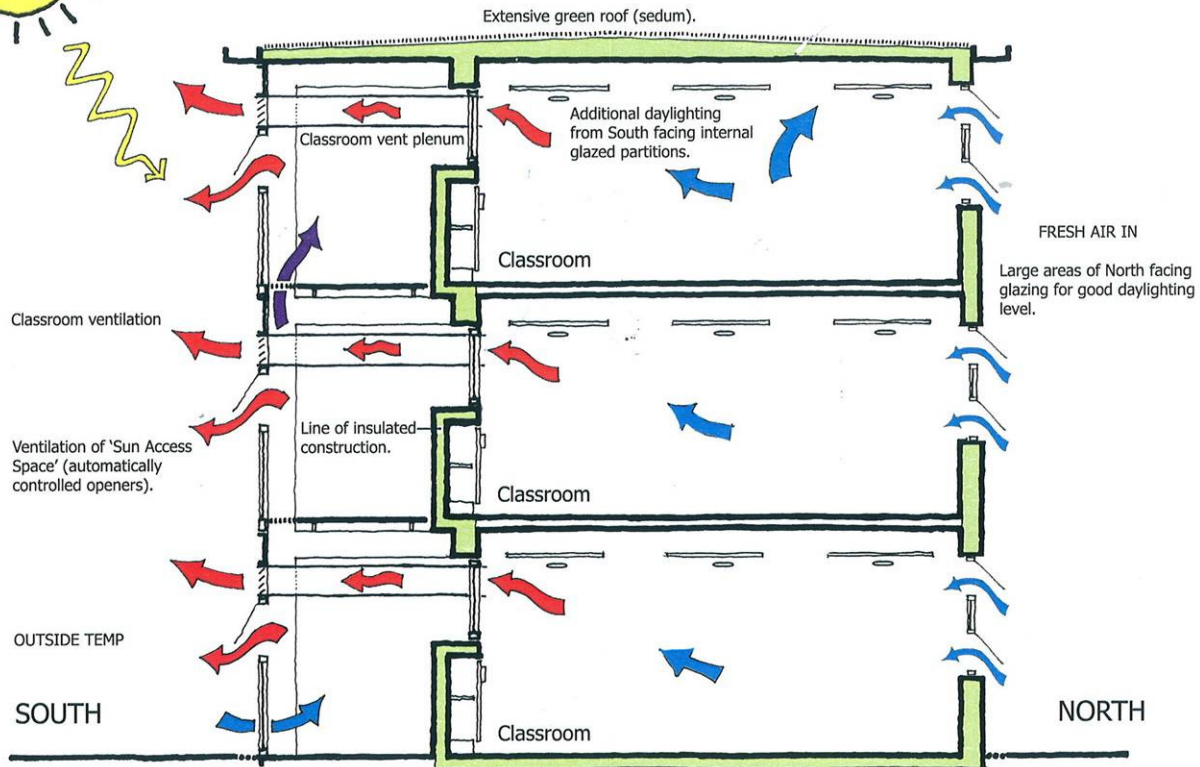 Extensive green roof (sedum).
Classroom vent plenum
Additional daylighting
from South facing internal
glazed partitions.
Classroom
FRESH AIR IN
Large areas of North facing
glazing for good daylighting
level.
Classroom ventilation
Line of insulated
construction.
Ventilation of 'Sun Access
Space' (automatically
controlled openers).
Classroom
OUTSIDE TEMP
SOUTH
Classroom
NORTH